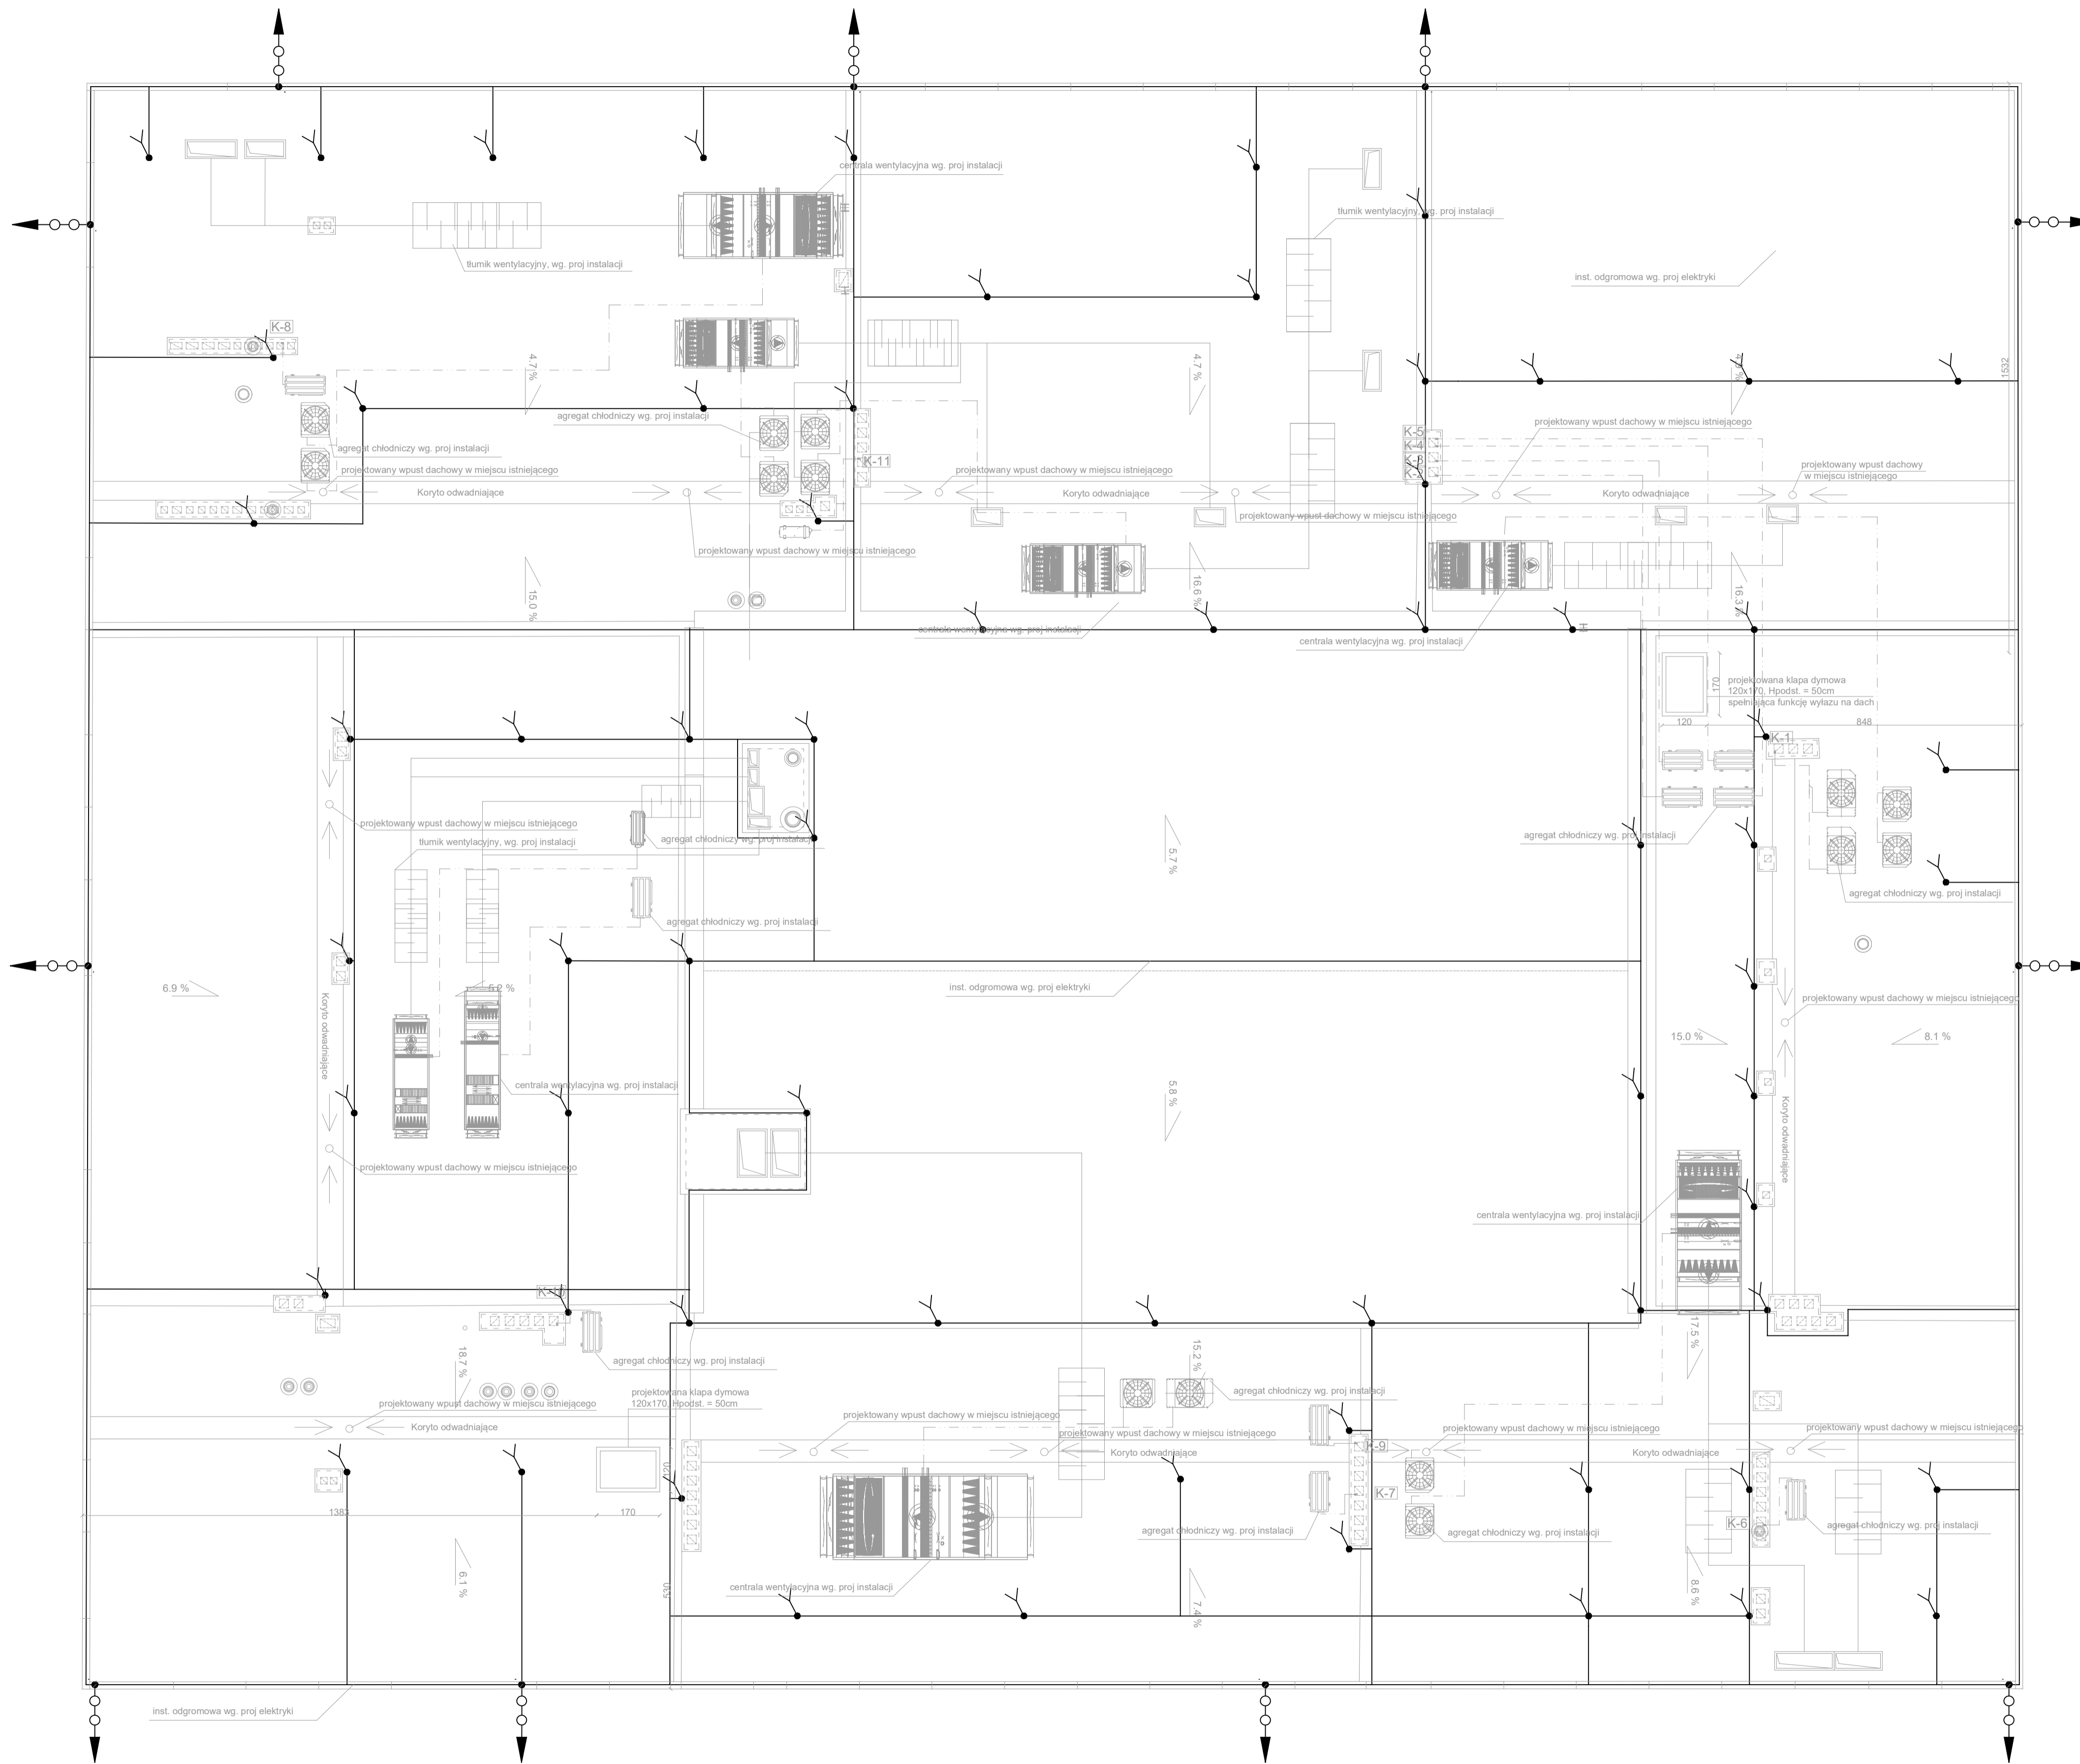 centrala wentylacyjna wg. proj instalacji
tłumik wentylacyjny, wg. proj instalacji
tłumik wentylacyjny, wg. proj instalacji
inst. odgromowa wg. proj elektryki
K-8
4.7 %
4.7 %
1532
agregat chłodniczy wg. proj instalacji
agregat chłodniczy wg. proj instalacji
projektowany wpust dachowy w miejscu istniejącego
K-5
K-4
K-3
K-11
projektowany wpust dachowy w miejscu istniejącego
projektowany wpust dachowy w miejscu istniejącego
projektowany wpust dachowy
w miejscu istniejącego
Koryto odwadniające
Koryto odwadniające
Koryto odwadniające
projektowany wpust dachowy w miejscu istniejącego
projektowany wpust dachowy w miejscu istniejącego
15.0 %
16.6 %
16.3 %
centrala wentylacyjna wg. proj instalacji
centrala wentylacyjna wg. proj instalacji
170
projektowana klapa dymowa
120x170, Hpodst. = 50cm
spełniająca funkcję wyłazu na dach
120
848
K-1
projektowany wpust dachowy w miejscu istniejącego
tłumik wentylacyjny, wg. proj instalacji
agregat chłodniczy wg. proj instalacji
5.7 %
agregat chłodniczy wg. proj instalacji
agregat chłodniczy wg. proj instalacji
agregat chłodniczy wg. proj instalacji
6.9 %
5.2 %
inst. odgromowa wg. proj elektryki
projektowany wpust dachowy w miejscu istniejącego
Koryto odwadniające
15.0 %
8.1 %
centrala wentylacyjna wg. proj instalacji
5.8 %
Koryto odwadniające
projektowany wpust dachowy w miejscu istniejącego
centrala wentylacyjna wg. proj instalacji
K-10
18.7 %
agregat chłodniczy wg. proj instalacji
15.2 %
17.5 %
projektowana klapa dymowa
120x170, Hpodst. = 50cm
agregat chłodniczy wg. proj instalacji
projektowany wpust dachowy w miejscu istniejącego
Koryto odwadniające
projektowany wpust dachowy w miejscu istniejącego
projektowany wpust dachowy w miejscu istniejącego
projektowany wpust dachowy w miejscu istniejącego
projektowany wpust dachowy w miejscu istniejącego
Koryto odwadniające
K-9
Koryto odwadniające
120
K-7
1383
170
K-6
agregat chłodniczy wg. proj instalacji
agregat chłodniczy wg. proj instalacji
agregat chłodniczy wg. proj instalacji
6.1 %
530
centrala wentylacyjna wg. proj instalacji
7.4 %
8.6 %
inst. odgromowa wg. proj elektryki